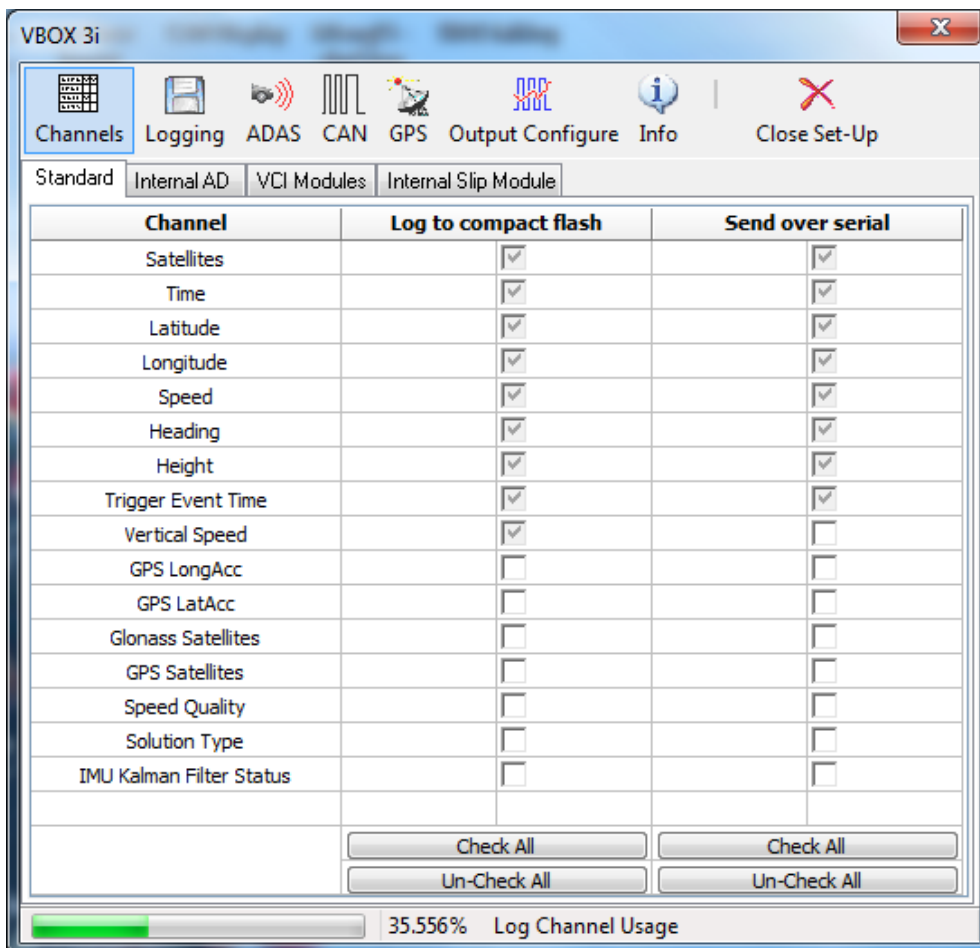 VBOX 3i
Channels Logging ADAS CAN GPS Output Configure Info Close Set-Up
Standard Internal AD VCI Modules Internal Slip Module
Channel Log to compact flash Send over serial
Satellites
Time
Latitude
Longitude
Speed
Heading
Height
Trigger Event Time
Vertical Speed
GPS LongAcc
GPS LatAcc
Glonass Satellites
GPS Satellites
Speed Quality
Solution Type
IMU Kalman Filter Status
Check All Check All
Un-Check All Un-Check All
35.556% Log Channel Usage